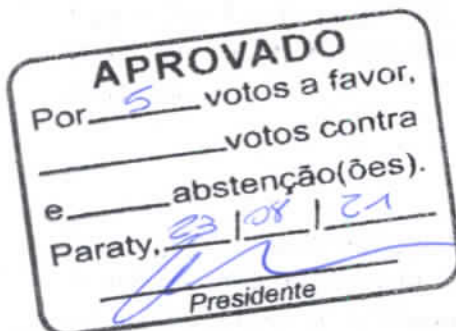 APROVADO
Por 5 votos a favor,
votos contra
e abstenção(ões).
Paraty, 23 | 08 | 21
Presidente